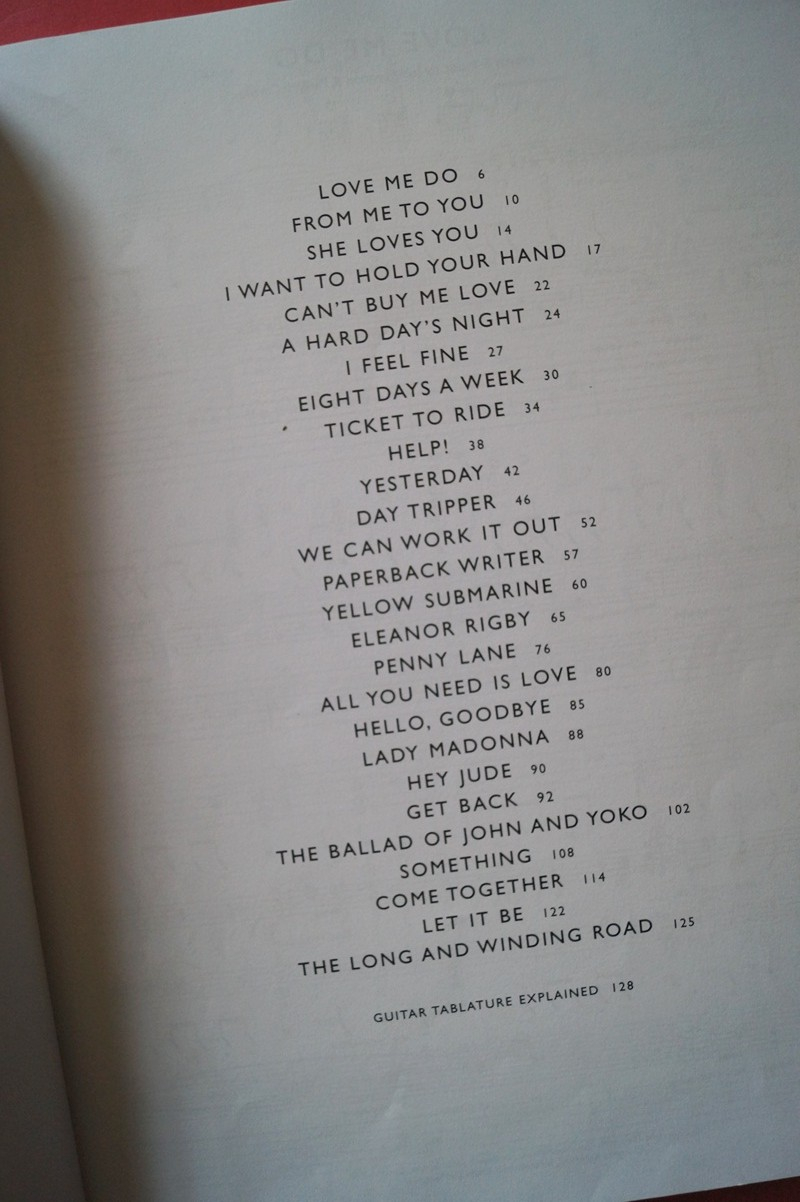 LOVE ME DO 6
FROM ME TO YOU 10
SHE LOVES YOU 14
I WANT TO HOLD YOUR HAND 17
CAN'T BUY ME LOVE 22
A HARD DAY'S NIGHT 24
I FEEL FINE 27
EIGHT DAYS A WEEK 30
TICKET TO RIDE 34
HELP! 38
YESTERDAY 42
DAY TRIPPER 46
WE CAN WORK IT OUT 52
PAPERBACK WRITER 57
YELLOW SUBMARINE 60
ELEANOR RIGBY 65
PENNY LANE 76
ALL YOU NEED IS LOVE 80
HELLO, GOODBYE 85
LADY MADONNA 88
HEY JUDE 90
GET BACK 92
THE BALLAD OF JOHN AND YOKO 102
SOMETHING 108
COME TOGETHER 114
LET IT BE 122
THE LONG AND WINDING ROAD 125
GUITAR TABLATURE EXPLAINED 128